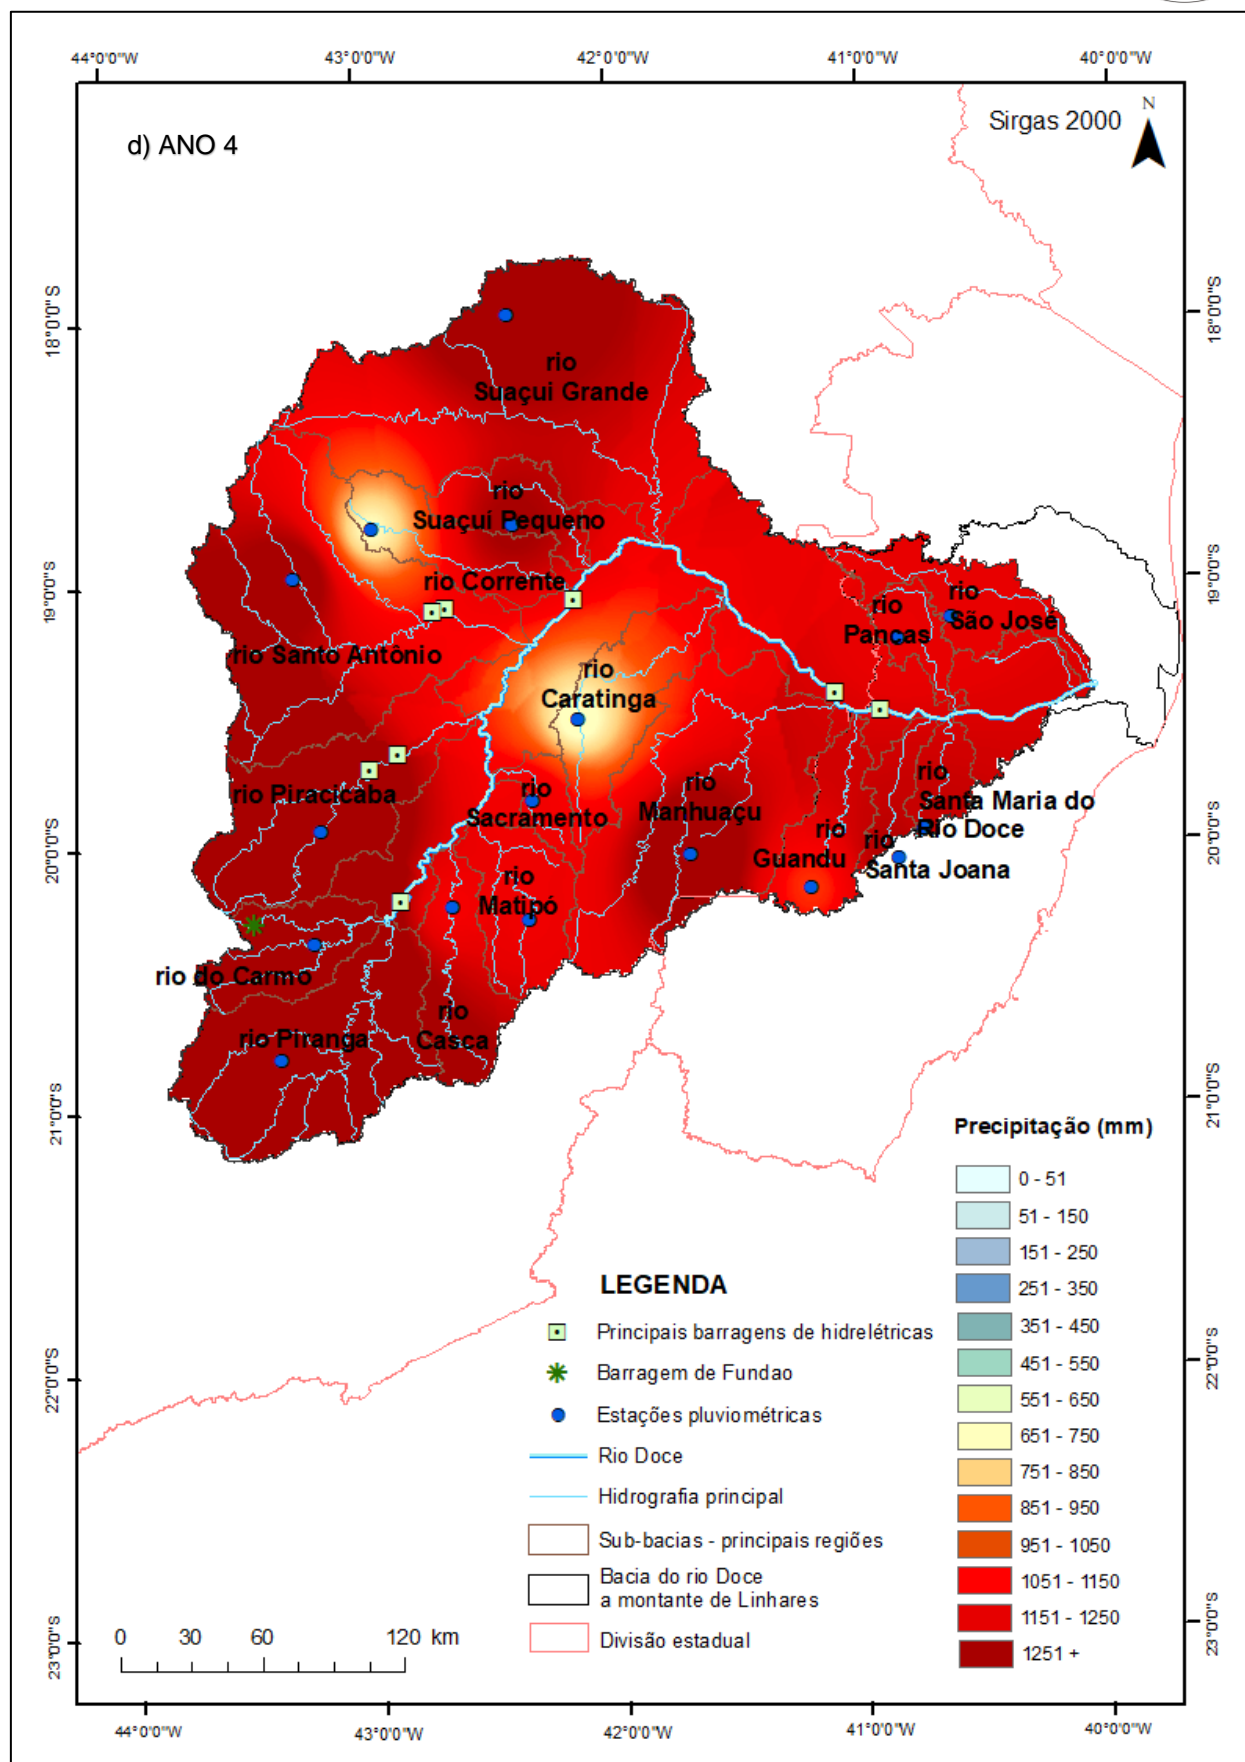 44°0'0"W 43°0'0"W 42°0'0"W 41°0'0"W 40°0'0"W
d) ANO 4
Sirgas 2000
N
18°0'0"S
18°0'0"S
rio
Suaçui Grande
rio
Suaçui Pequeno
rio Corrente
19°0'0"S
19°0'0"S
rio
Pancas
rio
São José
rio Santo Antônio
rio
Caratinga
rio Piracicaba
rio
Sacramento
rio
Manhuaçu
rio
Santa Maria do
Rio Doce
rio
Guandu
rio
Santa Joana
20°0'0"S
20°0'0"S
rio
Matipó
rio do Carmo
rio Piranga
rio
Casca
21°0'0"S
21°0'0"S
Precipitação (mm)
0 - 51
51 - 150
151 - 250
251 - 350
351 - 450
451 - 550
551 - 650
651 - 750
751 - 850
851 - 950
951 - 1050
1051 - 1150
1151 - 1250
1251 +
LEGENDA
Principais barragens de hidrelétricas
Barragem de Fundao
Estações pluviométricas
Rio Doce
Hidrografia principal
Sub-bacias - principais regiões
Bacia do rio Doce
a montante de Linhares
Divisão estadual
22°0'0"S
22°0'0"S
23°0'0"S
23°0'0"S
0 30 60 120 km
44°0'0"W 43°0'0"W 42°0'0"W 41°0'0"W 40°0'0"W